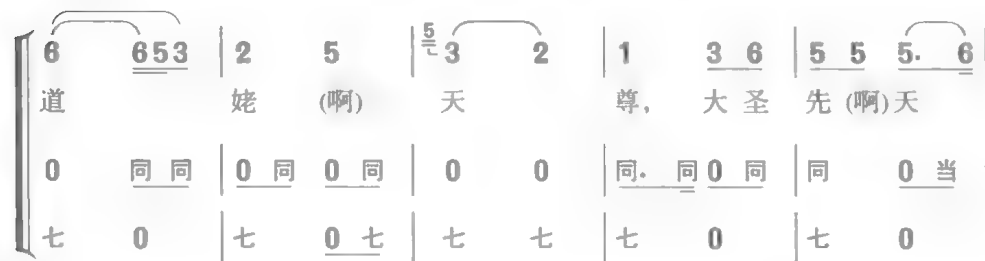 6 653 | 2 5 | 5 3 2 | 1 3 6 | 5 5 5. 6
道 姥 (啊) 天 尊, 大 圣 先 (啊) 天
0 同 同 | 0 同 0 同 | 0 0 | 同. 同 0 同 | 同 0 当
七 0 | 七 0 七 | 七 七 | 七 0 | 七 0